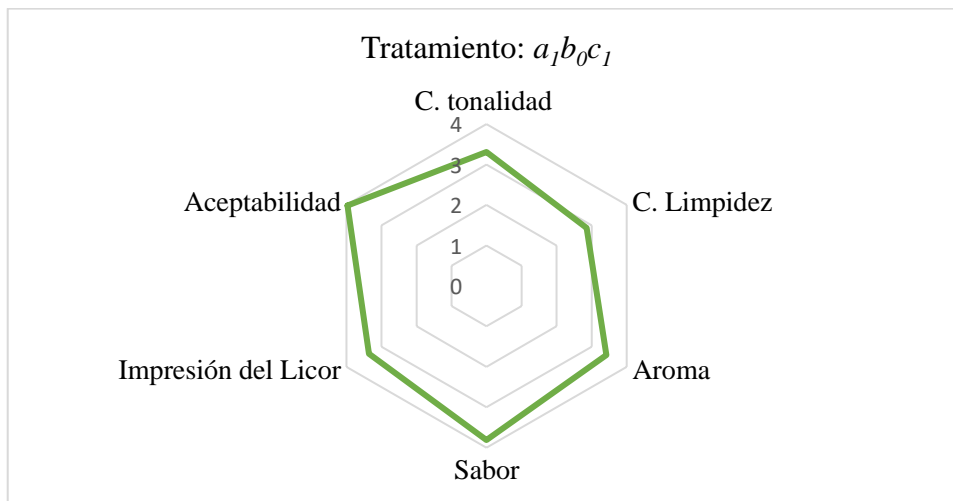 Tratamiento: a₁b₀c₁
C. tonalidad
4
3
2
1
0
Aceptabilidad
C. Limpidez
Impresión del Licor
Aroma
Sabor